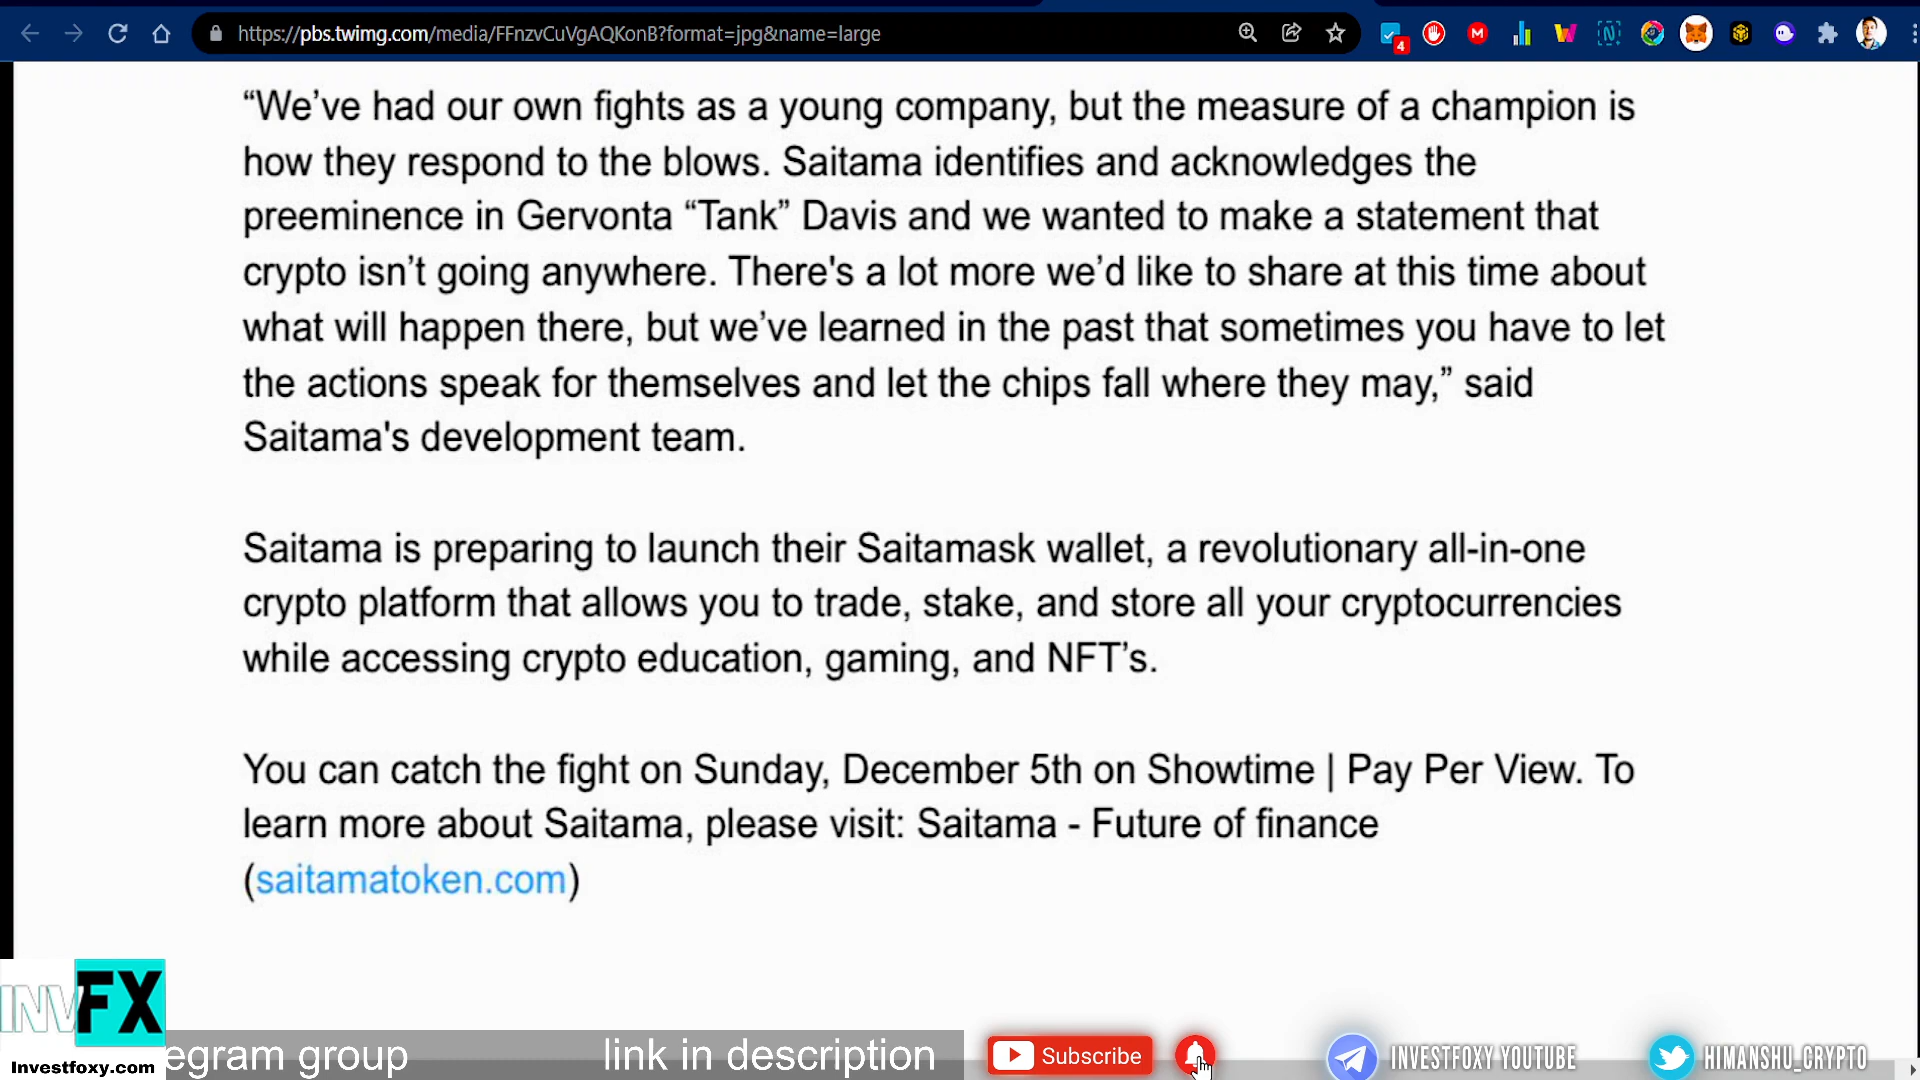 https://pbs.twimg.com/media/FFnzvCuVgAQKonB?format=jpg&name=large
4
“We’ve had our own fights as a young company, but the measure of a champion is
how they respond to the blows. Saitama identifies and acknowledges the
preeminence in Gervonta “Tank” Davis and we wanted to make a statement that
crypto isn’t going anywhere. There's a lot more we’d like to share at this time about
what will happen there, but we’ve learned in the past that sometimes you have to let
the actions speak for themselves and let the chips fall where they may,” said
Saitama's development team.
Saitama is preparing to launch their Saitamask wallet, a revolutionary all-in-one
crypto platform that allows you to trade, stake, and store all your cryptocurrencies
while accessing crypto education, gaming, and NFT’s.
You can catch the fight on Sunday, December 5th on Showtime | Pay Per View. To
learn more about Saitama, please visit: Saitama - Future of finance
(saitamatoken.com)
INVFX
Investfoxy.com
egram group link in description
Subscribe
INVESTFOXY YOUTUBE
HIMANSHU_CRYPTO